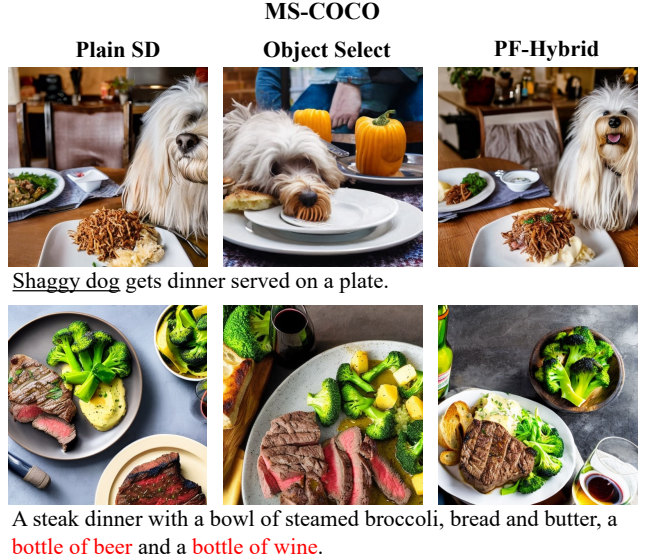 MS-COCO
Plain SD Object Select PF-Hybrid
Shaggy dog gets dinner served on a plate.
A steak dinner with a bowl of steamed broccoli, bread and butter, a
bottle of beer and a bottle of wine.